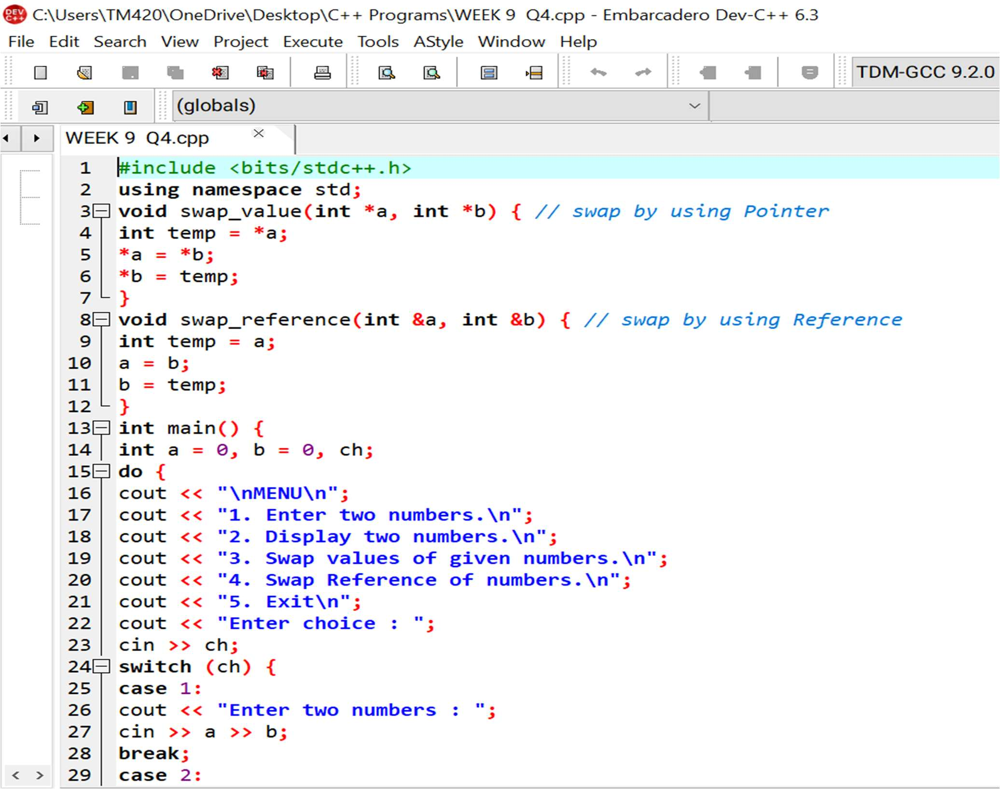 DEV C++ C:\Users\TM420\OneDrive\Desktop\C++ Programs\WEEK 9  Q4.cpp - Embarcadero Dev-C++ 6.3
File Edit Search View Project Execute Tools AStyle Window Help
TDM-GCC 9.2.0
(globals)
WEEK 9  Q4.cpp
1 #include <bits/stdc++.h>
2 using namespace std;
3 void swap_value(int *a, int *b) { // swap by using Pointer
4 int temp = *a;
5 *a = *b;
6 *b = temp;
7 }
8 void swap_reference(int &a, int &b) { // swap by using Reference
9 int temp = a;
10 a = b;
11 b = temp;
12 }
13 int main() {
14 int a = 0, b = 0, ch;
15 do {
16 cout << "\nMENU\n";
17 cout << "1. Enter two numbers.\n";
18 cout << "2. Display two numbers.\n";
19 cout << "3. Swap values of given numbers.\n";
20 cout << "4. Swap Reference of numbers.\n";
21 cout << "5. Exit\n";
22 cout << "Enter choice : ";
23 cin >> ch;
24 switch (ch) {
25 case 1:
26 cout << "Enter two numbers : ";
27 cin >> a >> b;
28 break;
29 case 2: